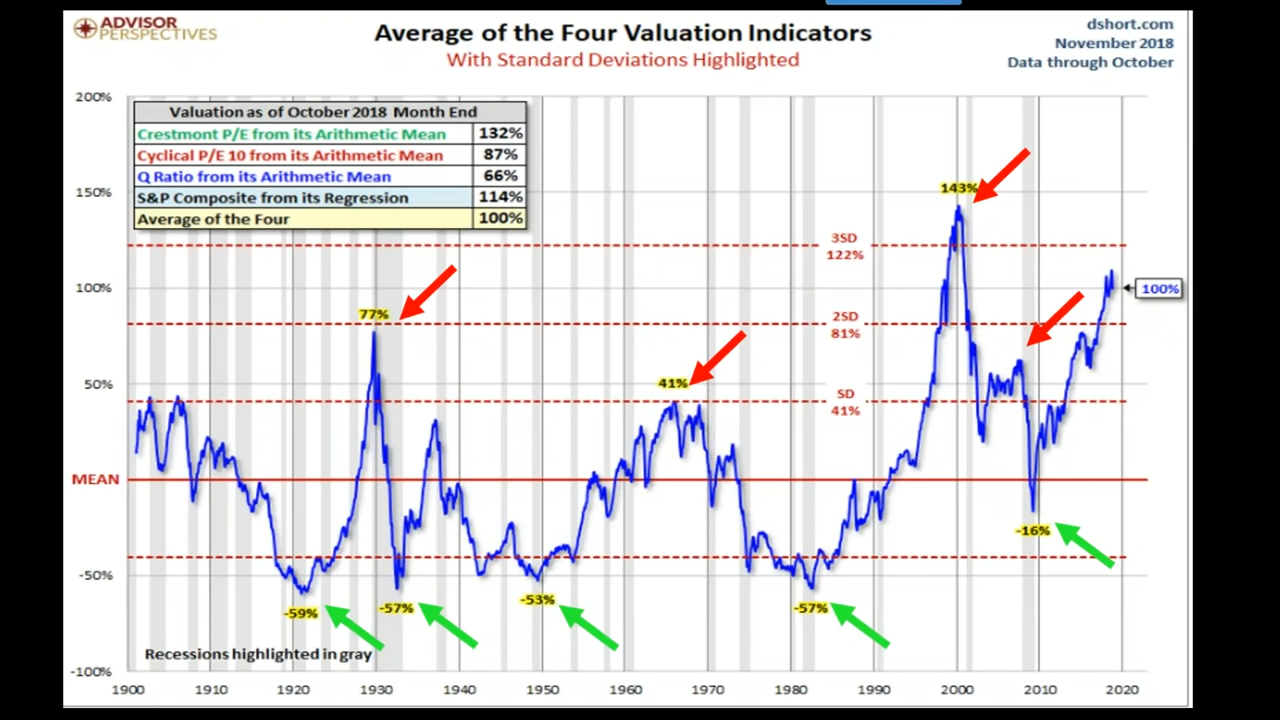 ADVISOR
PERSPECTIVES
Average of the Four Valuation Indicators
With Standard Deviations Highlighted
dshort.com
November 2018
Data through October
Valuation as of October 2018 Month End
Crestmont P/E from its Arithmetic Mean 132%
Cyclical P/E 10 from its Arithmetic Mean 87%
Q Ratio from its Arithmetic Mean 66%
S&P Composite from its Regression 114%
Average of the Four 100%
200%
150%
100%
50%
MEAN
-50%
-100%
143%
3SD
122%
77%
2SD
81%
100%
41%
SD
41%
-16%
-59%
-57%
-53%
-57%
Recessions highlighted in gray
1900 1910 1920 1930 1940 1950 1960 1970 1980 1990 2000 2010 2020